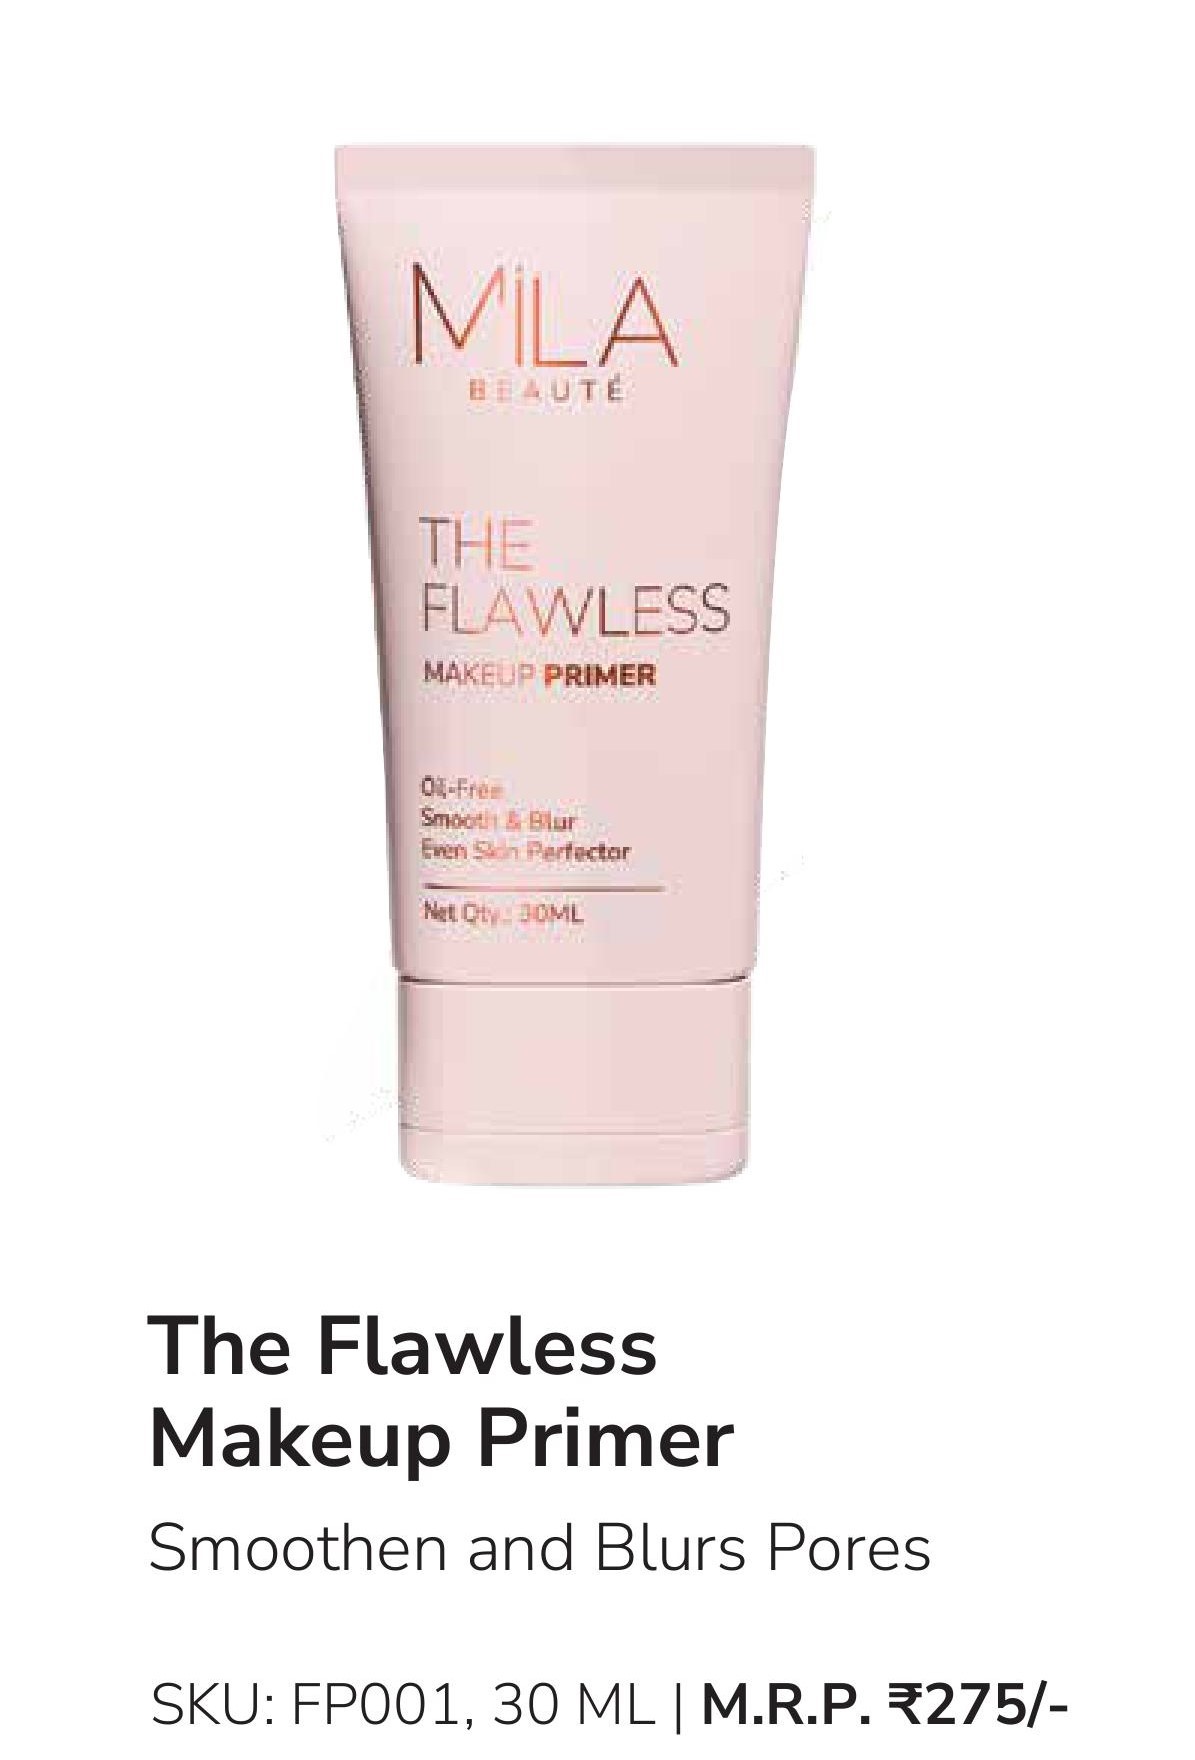 MiLA
BEAUTÉ
THE
FLAWLESS
MAKEUP PRIMER
Oil-Free
Smooth & Blur
Even Skin Perfector
Net Qty.: 30ML
The Flawless
Makeup Primer
Smoothen and Blurs Pores
SKU: FP001, 30 ML | M.R.P. ₹275/-